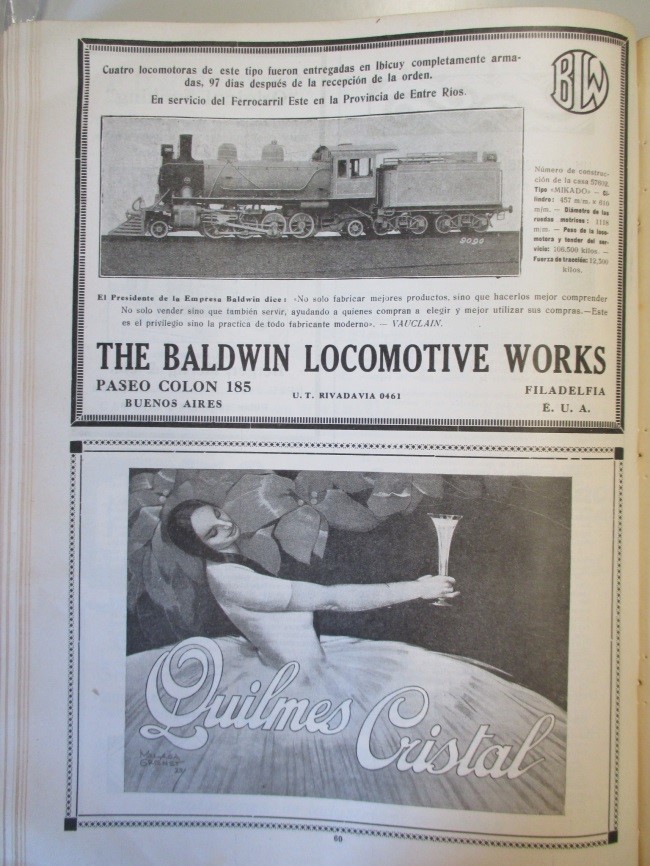 Cuatro locomotoras de este tipo fueron entregadas en Ibicuy completamente arma-
das, 97 días después de la recepción de la orden.
En servicio del Ferrocarril Este en la Provincia de Entre Ríos.
BLW
Número de construc-
ción de la casa
Tipo «MIKADO» — Ci-
lindro: 457 m/m. x 610
m/m. — Diámetro de las
ruedas motrices: 1118
m/m. — Peso de la loco-
motora y tender del ser-
vicio: 106.500 kilos. —
Fuerza de tracción: 12.500
kilos.
El Presidente de la Empresa Baldwin dice: «No solo fabricar mejores productos, sino que hacerlos mejor comprender
No solo vender sino que también servir, ayudando a quienes compran a elegir y mejor utilizar sus compras.—Este
es el privilegio sino la practica de todo fabricante moderno». — VAUCLAIN.
THE BALDWIN LOCOMOTIVE WORKS
PASEO COLON 185
BUENOS AIRES
U. T. RIVADAVIA 0461
FILADELFIA
E. U. A.
Quilmes
Cristal
60